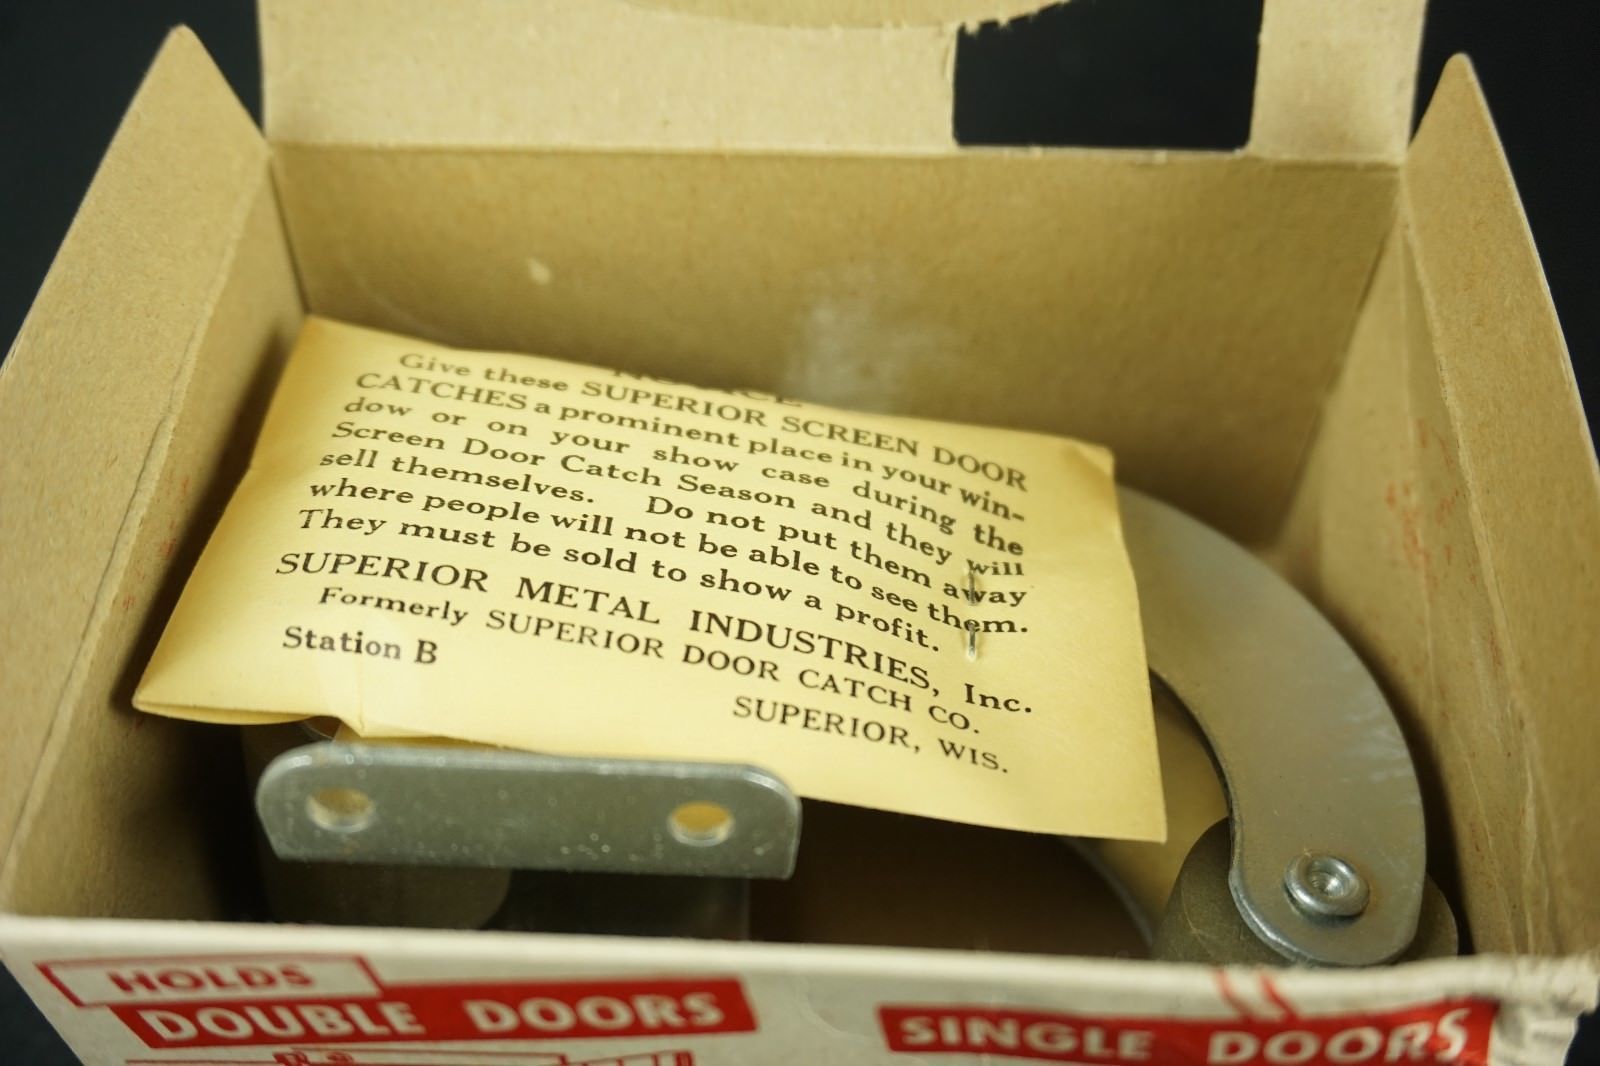 NOTICE
Give these SUPERIOR SCREEN DOOR
CATCHES a prominent place in your win-
dow or on your show case during the
Screen Door Catch Season and they will
sell themselves. Do not put them away
where people will not be able to see them.
They must be sold to show a profit.
SUPERIOR METAL INDUSTRIES, Inc.
Formerly SUPERIOR DOOR CATCH CO.
Station B
SUPERIOR, WIS.
HOLDS
DOUBLE DOORS
SINGLE DOORS